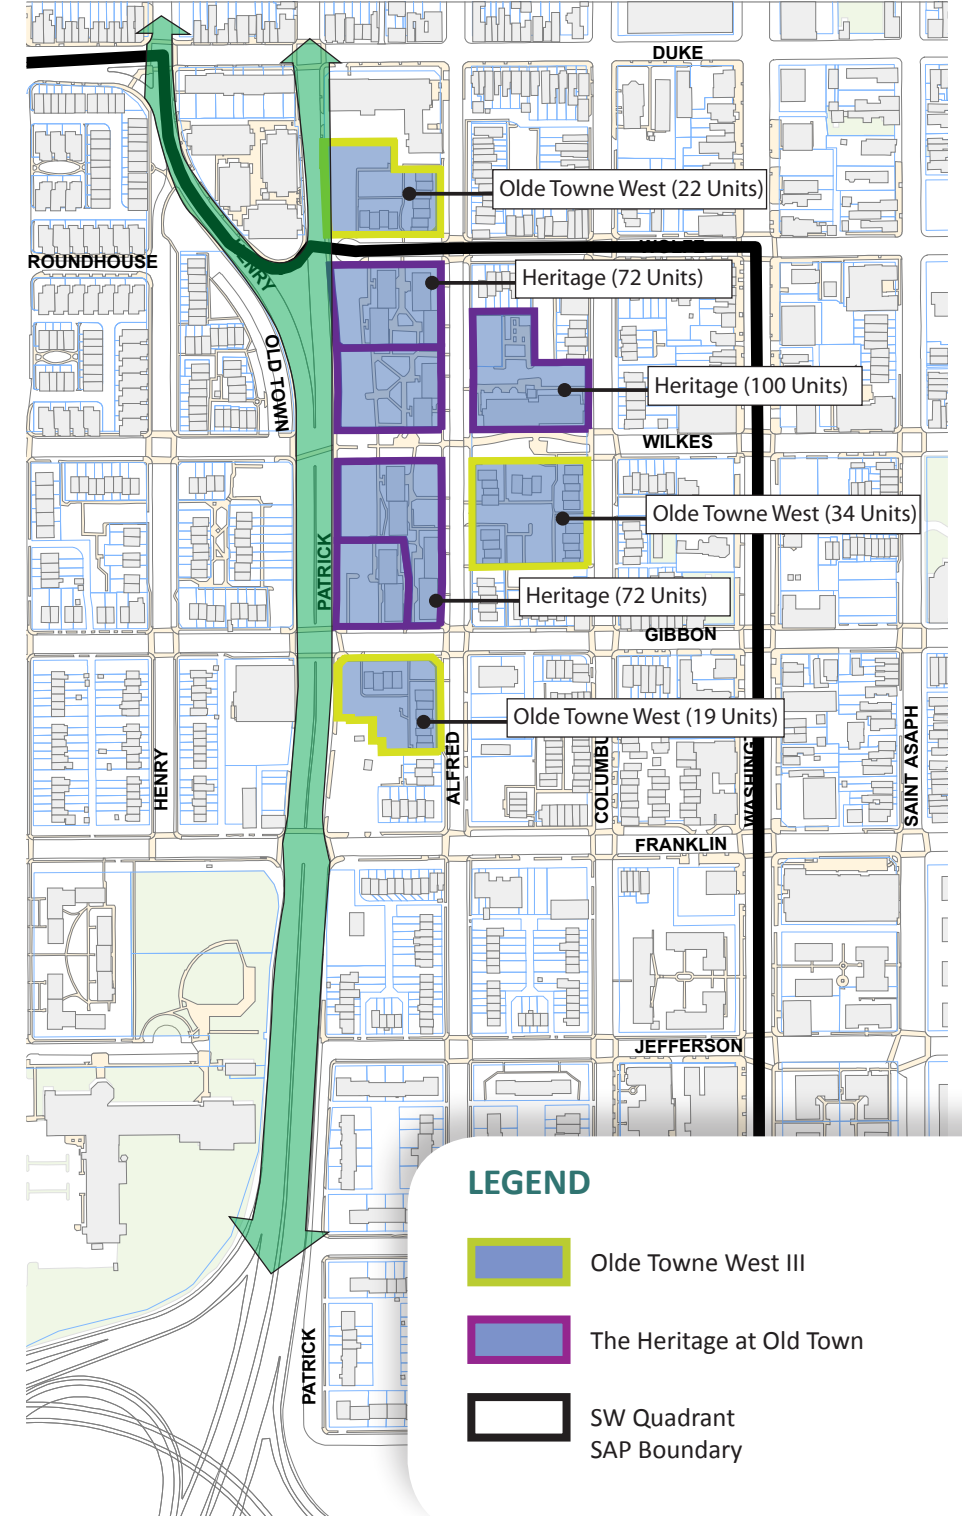 DUKE
Olde Towne West (22 Units)
HENRY
ROUNDHOUSE
Heritage (72 Units)
OLD TOWN
Heritage (100 Units)
WILKES
Olde Towne West (34 Units)
PATRICK
Heritage (72 Units)
GIBBON
Olde Towne West (19 Units)
HENRY
ALFRED
COLUMBU
WASHINGT
SAINT ASAPH
FRANKLIN
JEFFERSON
PATRICK
LEGEND
Olde Towne West III
The Heritage at Old Town
SW Quadrant
SAP Boundary